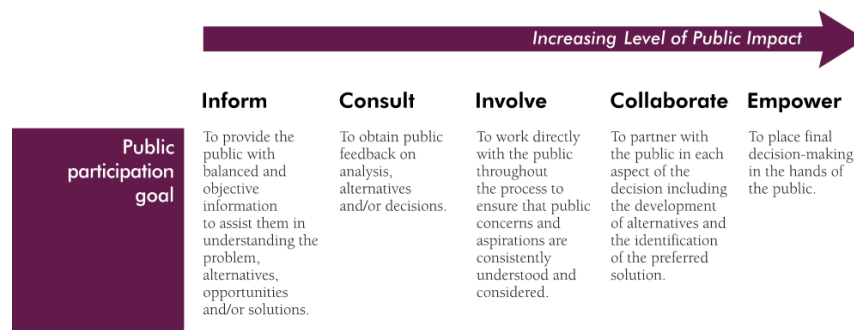 Increasing Level of Public Impact
Inform
Consult
Involve
Collaborate
Empower
Public
participation
goal
To provide the
public with
balanced and
objective
information
to assist them in
understanding the
problem,
alternatives,
opportunities
and/or solutions.
To obtain public
feedback on
analysis,
alternatives
and/or decisions.
To work directly
with the public
throughout
the process to
ensure that public
concerns and
aspirations are
consistently
understood and
considered.
To partner with
the public in each
aspect of the
decision including
the development
of alternatives and
the identification
of the preferred
solution.
To place final
decision-making
in the hands of
the public.